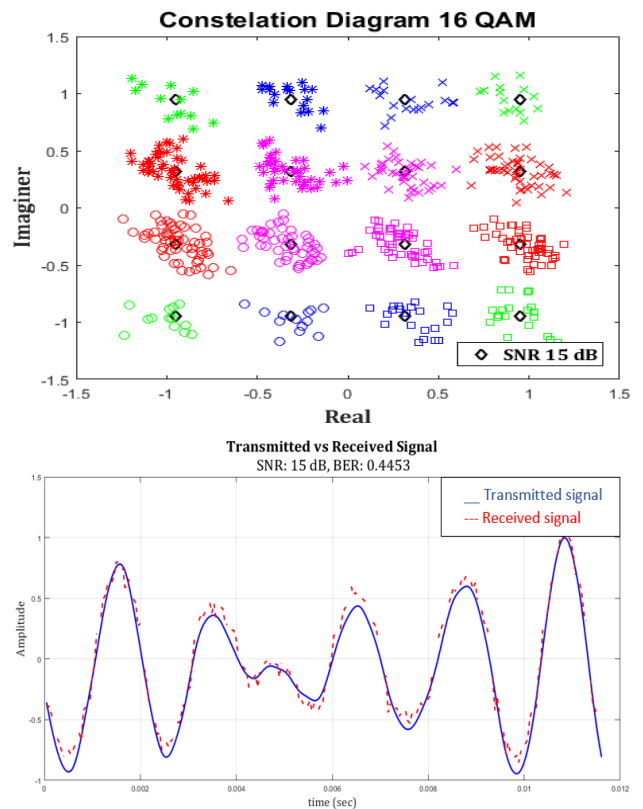 Constelation Diagram 16 QAM
1.5
1
0.5
0
-0.5
-1
-1.5
Imaginer
SNR 15 dB
-1.5
-1
-0.5
0
0.5
1
1.5
Real
Transmitted vs Received Signal
SNR: 15 dB, BER: 0.4453
1.5
1
0.5
0
-0.5
-1
Amplitude
Transmitted signal
Received signal
0
0.002
0.004
0.006
0.008
0.01
0.012
time (sec)